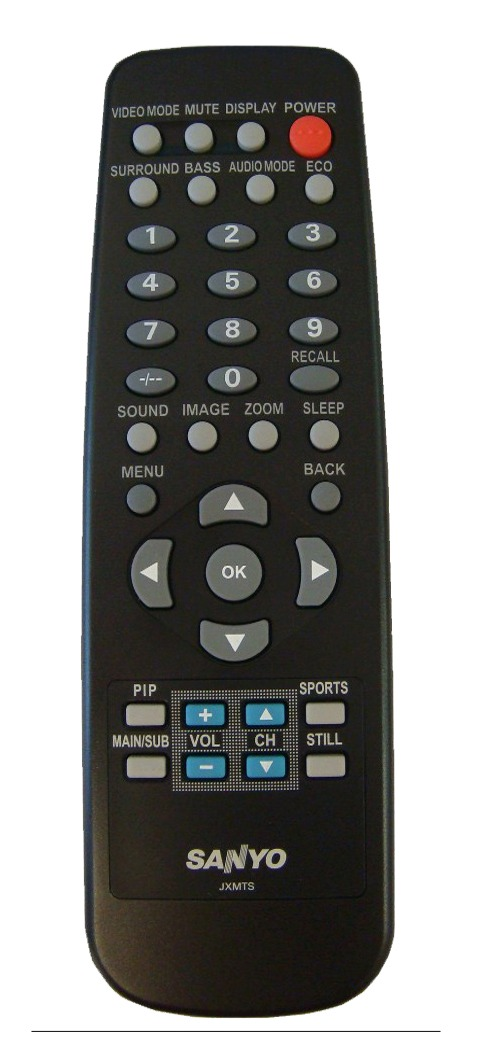 VIDEO MODE MUTE DISPLAY POWER
SURROUND BASS AUDIO MODE ECO
1 2 3
4 5 6
7 8 9
RECALL
-/-- 0
SOUND IMAGE ZOOM SLEEP
MENU BACK
OK
PIP SPORTS
+
MAIN/SUB VOL CH STILL
−
SANYO
JXMTS